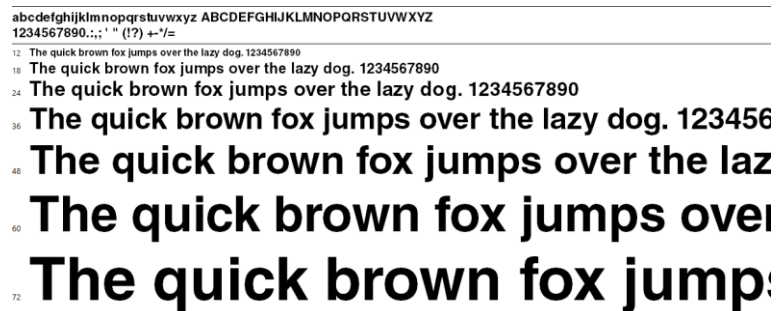 abcdefghijklmnopqrstuvwxyz ABCDEFGHIJKLMNOPQRSTUVWXYZ
1234567890.:,; ' " (!?) +-*/=
12 The quick brown fox jumps over the lazy dog. 1234567890
18 The quick brown fox jumps over the lazy dog. 1234567890
24 The quick brown fox jumps over the lazy dog. 1234567890
36 The quick brown fox jumps over the lazy dog. 123456
48 The quick brown fox jumps over the laz
60 The quick brown fox jumps over
72 The quick brown fox jumps